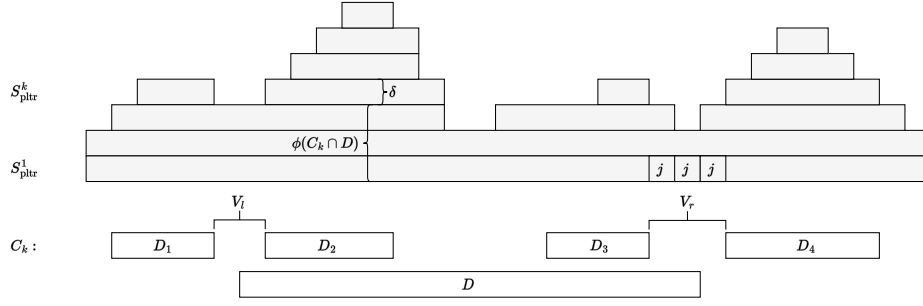 S^k_pltr
δ
ϕ(C_k ∩ D)
S^1_pltr
j j j
V_l V_r
C_k : D_1 D_2 D_3 D_4
D